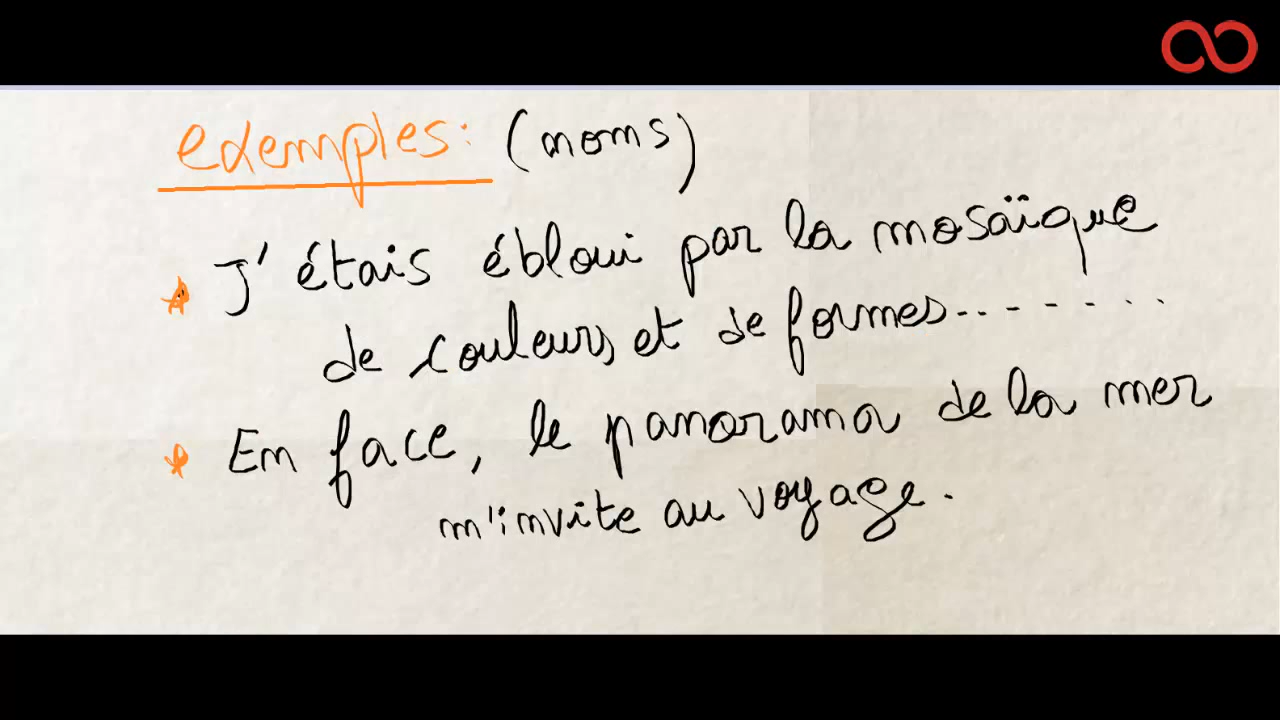 exemples: (noms)
J'étais ébloui par la mosaïque
de couleurs et de formes...........
En face, le panorama de la mer
m'invite au voyage.